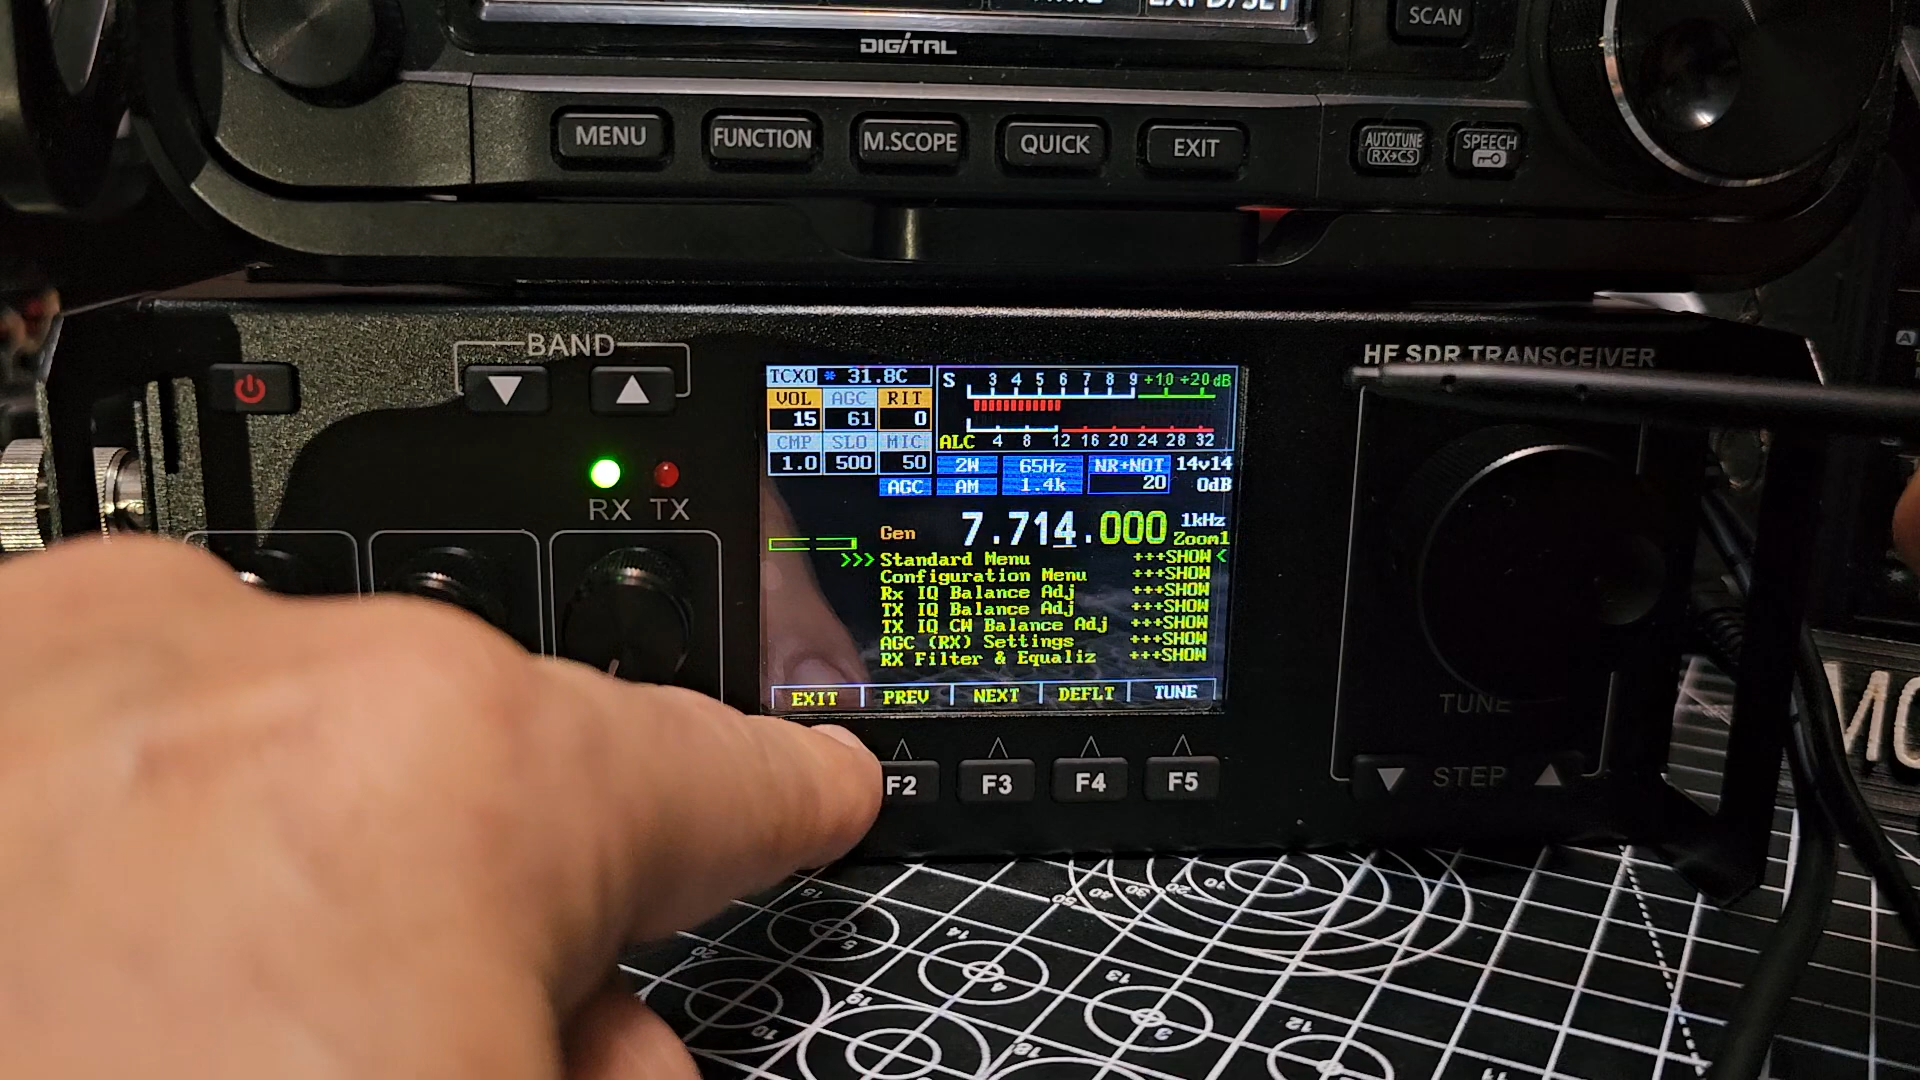 SCAN
DIGITAL
MENU FUNCTION M.SCOPE QUICK EXIT AUTOTUNE RX→CS SPEECH
BAND
HF SDR TRANSCEIVER
TCXO * 31.8C
VOL AGC RIT
15 61 0
CMP SLO MIC
1.0 500 50
S 3 4 5 6 7 8 9 +10 +20 dB
ALC 4 8 12 16 20 24 28 32
2W 65Hz NR+NOT 14v14
AGC AM 1.4k 20 0dB
RX TX
Gen 7.714.000 1kHz
Zoom1
>>> Standard Menu +++SHOW <
Configuration Menu +++SHOW
Rx IQ Balance Adj +++SHOW
TX IQ Balance Adj +++SHOW
TX IQ CW Balance Adj +++SHOW
AGC (RX) Settings +++SHOW
RX Filter & Equaliz +++SHOW
EXIT PREV NEXT DEFLT TUNE
TUNE
F2 F3 F4 F5
STEP